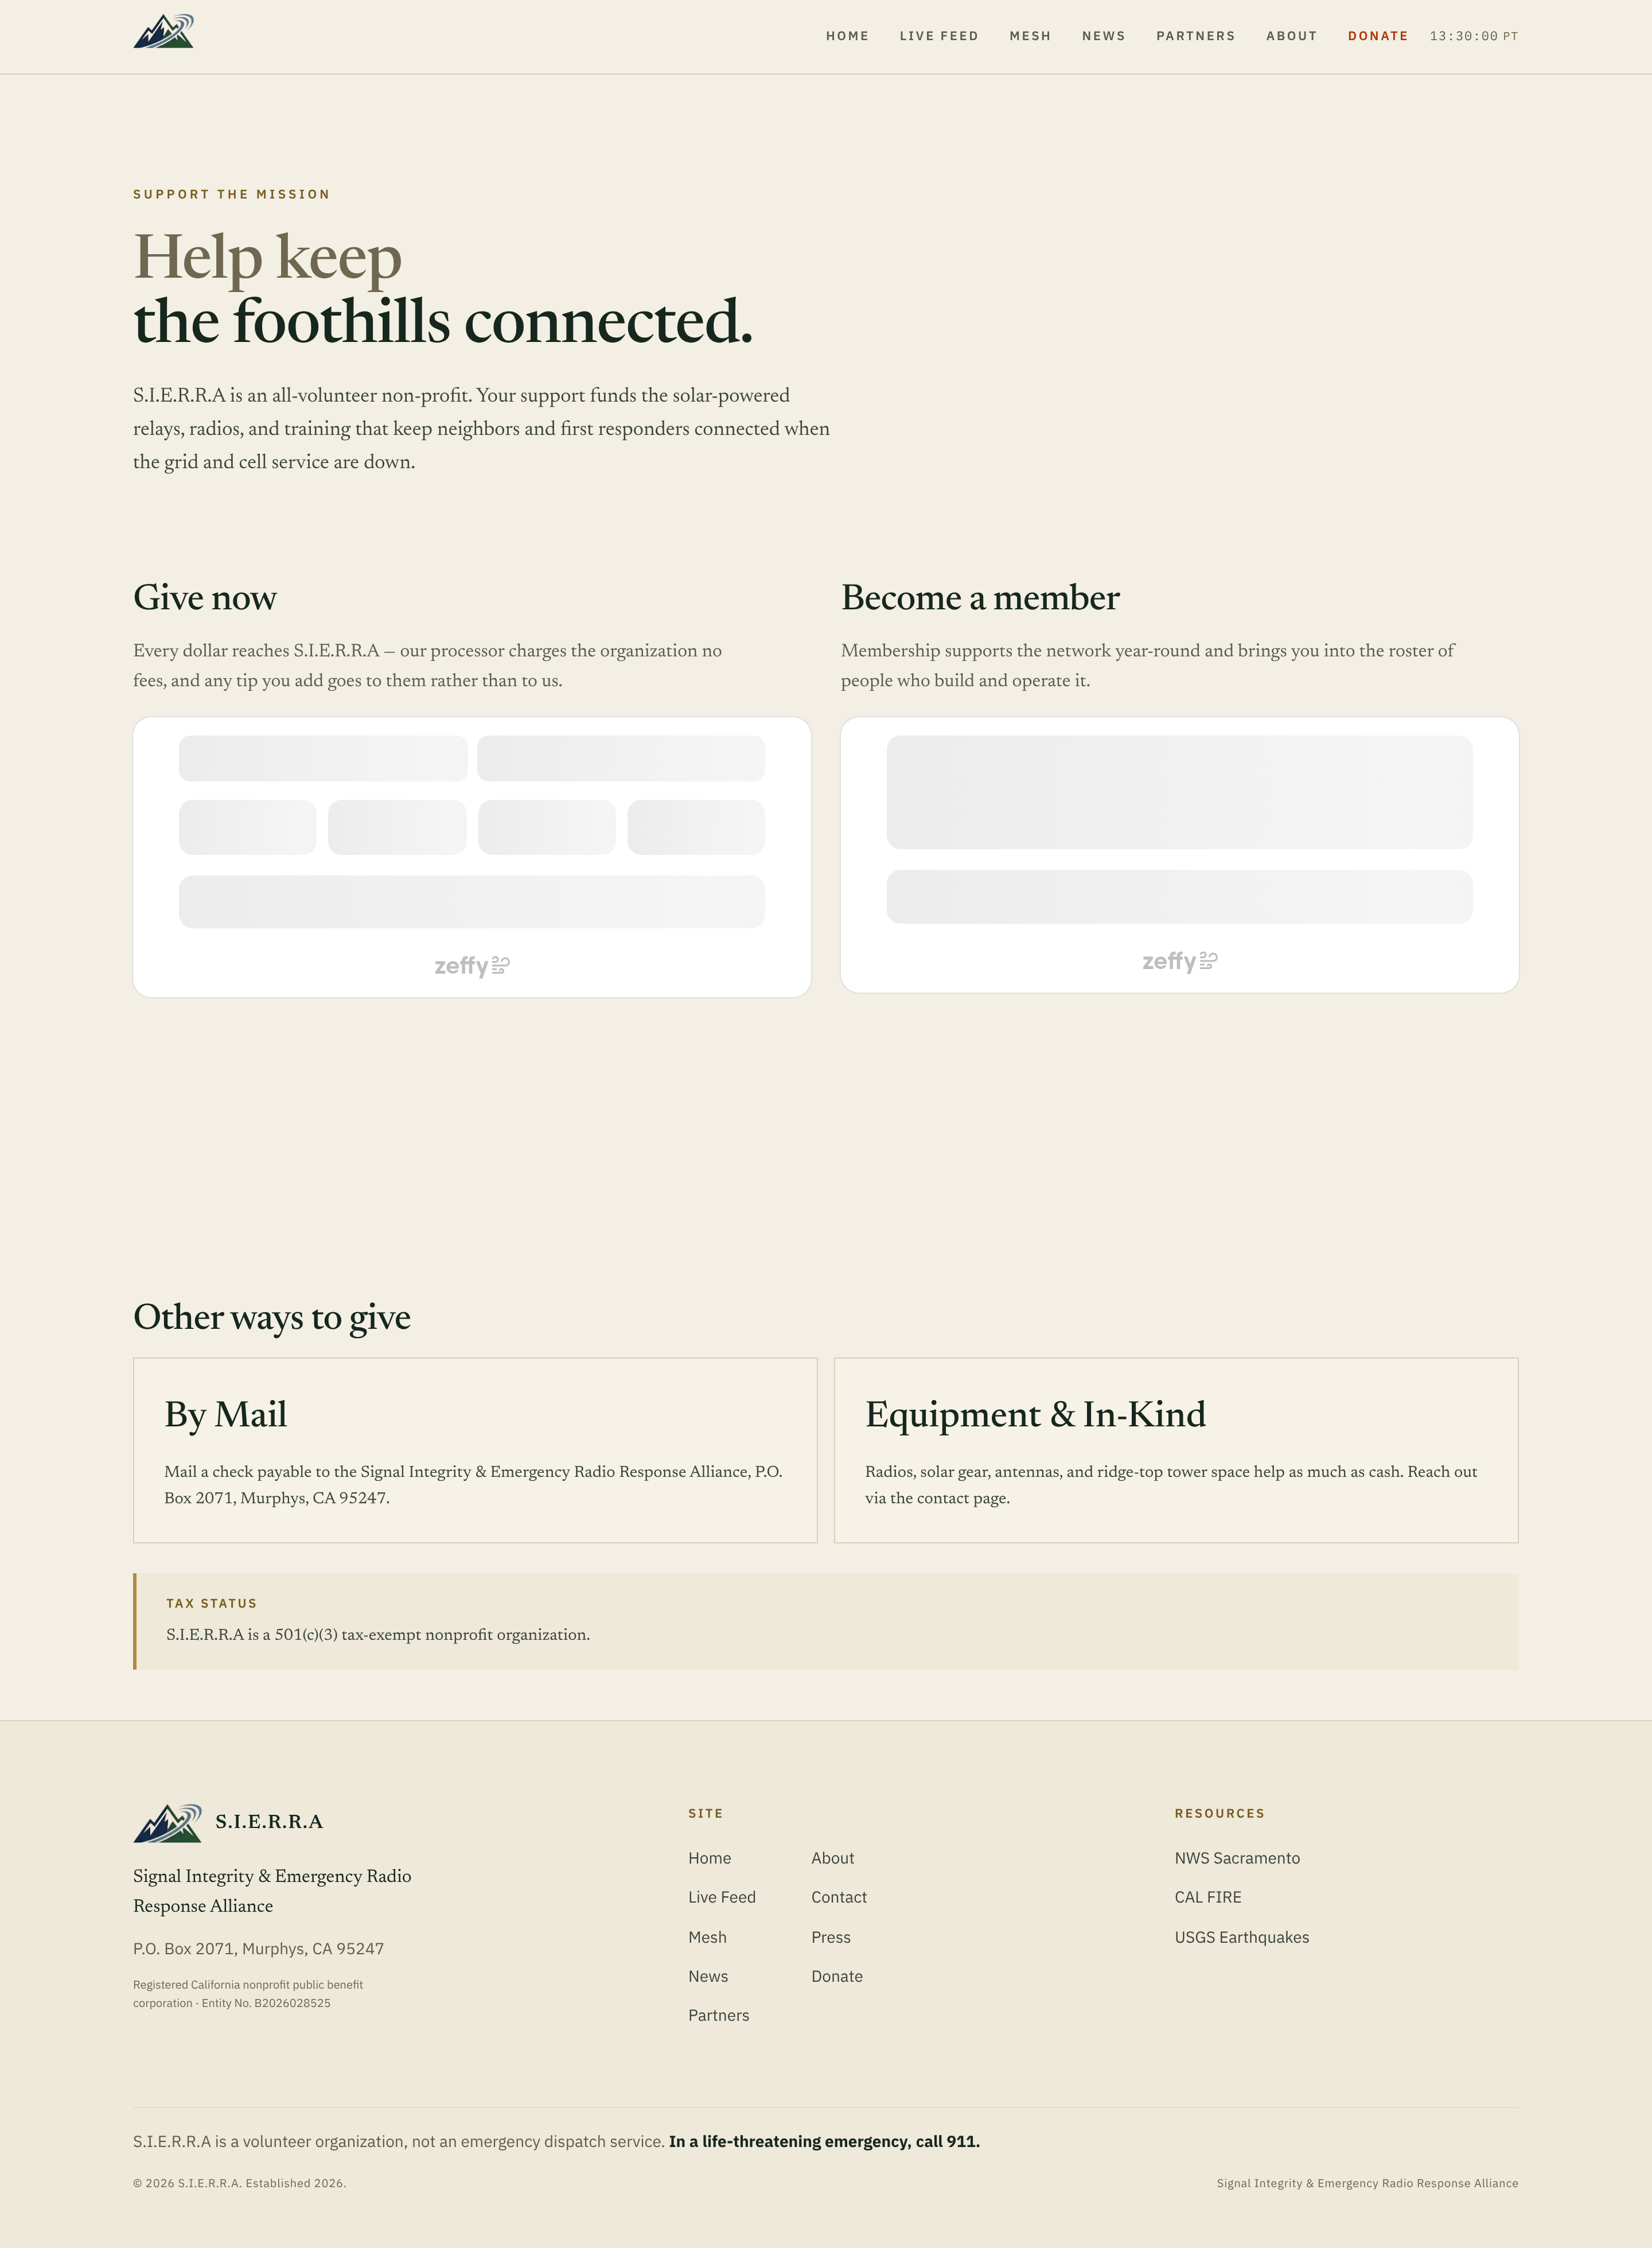 HOME LIVE FEED MESH NEWS PARTNERS ABOUT DONATE 13:30:00 PT
SUPPORT THE MISSION
Help keep
the foothills connected.
S.I.E.R.R.A is an all-volunteer non-profit. Your support funds the solar-powered
relays, radios, and training that keep neighbors and first responders connected when
the grid and cell service are down.
Give now
Every dollar reaches S.I.E.R.R.A — our processor charges the organization no
fees, and any tip you add goes to them rather than to us.
zeffy
Become a member
Membership supports the network year-round and brings you into the roster of
people who build and operate it.
zeffy
Other ways to give
By Mail
Mail a check payable to the Signal Integrity & Emergency Radio Response Alliance, P.O.
Box 2071, Murphys, CA 95247.
Equipment & In-Kind
Radios, solar gear, antennas, and ridge-top tower space help as much as cash. Reach out
via the contact page.
TAX STATUS
S.I.E.R.R.A is a 501(c)(3) tax-exempt nonprofit organization.
S.I.E.R.R.A
Signal Integrity & Emergency Radio
Response Alliance
P.O. Box 2071, Murphys, CA 95247
Registered California nonprofit public benefit
corporation · Entity No. B2026028525
SITE
Home
Live Feed
Mesh
News
Partners
About
Contact
Press
Donate
RESOURCES
NWS Sacramento
CAL FIRE
USGS Earthquakes
S.I.E.R.R.A is a volunteer organization, not an emergency dispatch service. In a life-threatening emergency, call 911.
© 2026 S.I.E.R.R.A. Established 2026.
Signal Integrity & Emergency Radio Response Alliance